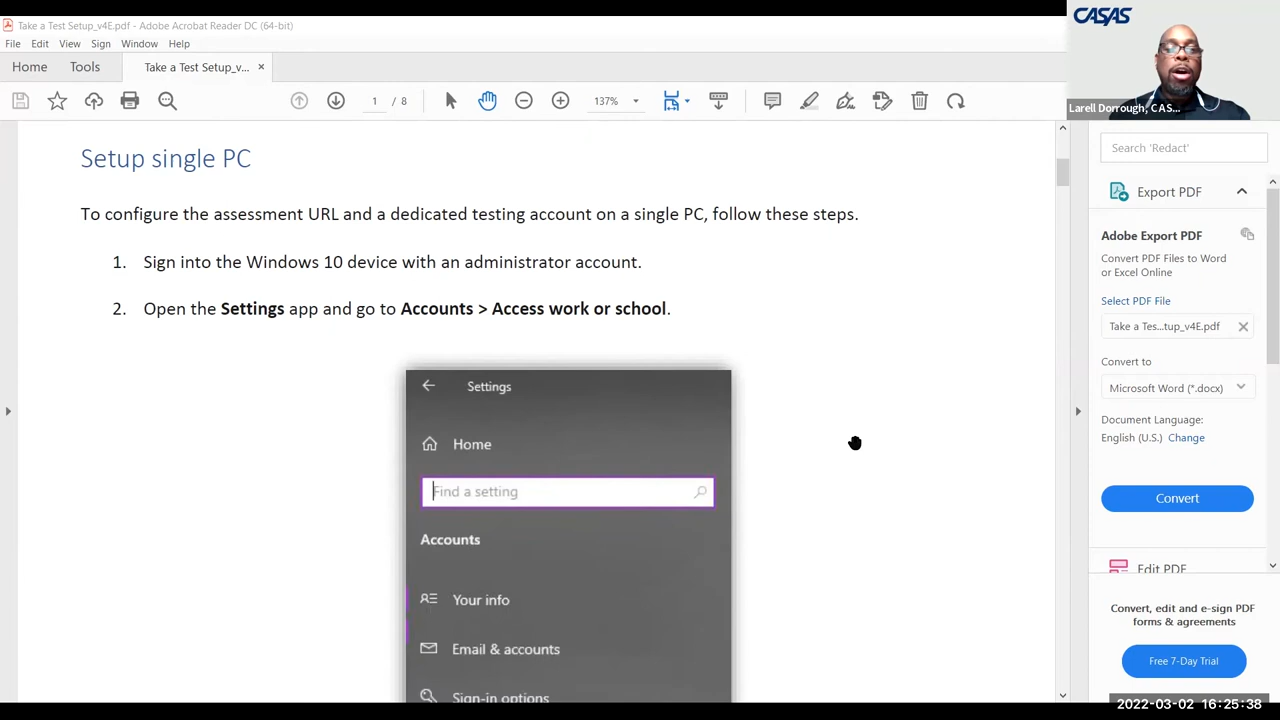 Take a Test Setup_v4E.pdf - Adobe Acrobat Reader DC (64-bit)
File Edit View Sign Window Help
Home Tools Take a Test Setup_v... ×
1 / 8 137%
CASAS
Larell Dorrough, CAS...
Setup single PC
To configure the assessment URL and a dedicated testing account on a single PC, follow these steps.
1. Sign into the Windows 10 device with an administrator account.
2. Open the Settings app and go to Accounts > Access work or school.
Settings
Home
Find a setting
Accounts
Your info
Email & accounts
Sign-in options
Search 'Redact'
Export PDF
Adobe Export PDF
Convert PDF Files to Word
or Excel Online
Select PDF File
Take a Tes...tup_v4E.pdf
Convert to
Microsoft Word (*.docx)
Document Language:
English (U.S.) Change
Convert
Edit PDF
Convert, edit and e-sign PDF
forms & agreements
Free 7-Day Trial
2022-03-02 16:25:38